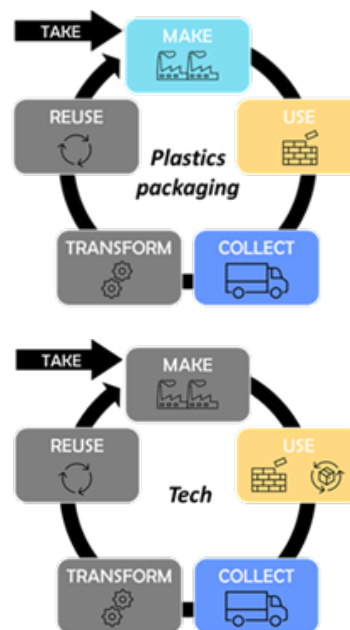 TAKE
MAKE
REUSE
USE
Plastics
packaging
TRANSFORM
COLLECT
TAKE
MAKE
REUSE
USE
Tech
TRANSFORM
COLLECT